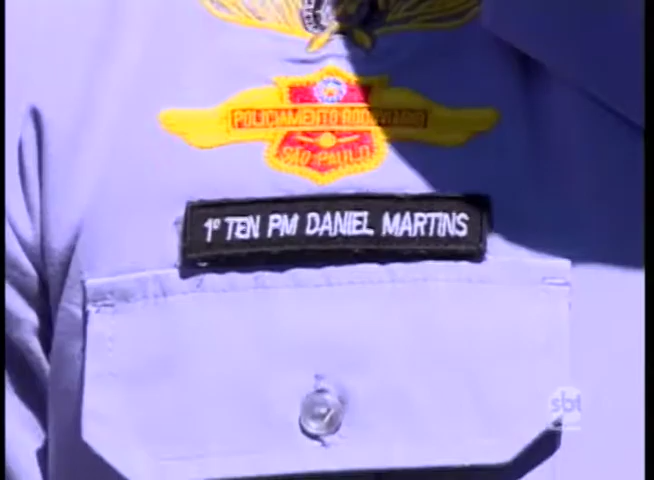 POLICIAMENTO RODOVIÁRIO
SÃO PAULO
1º TEN PM DANIEL MARTINS
sbt